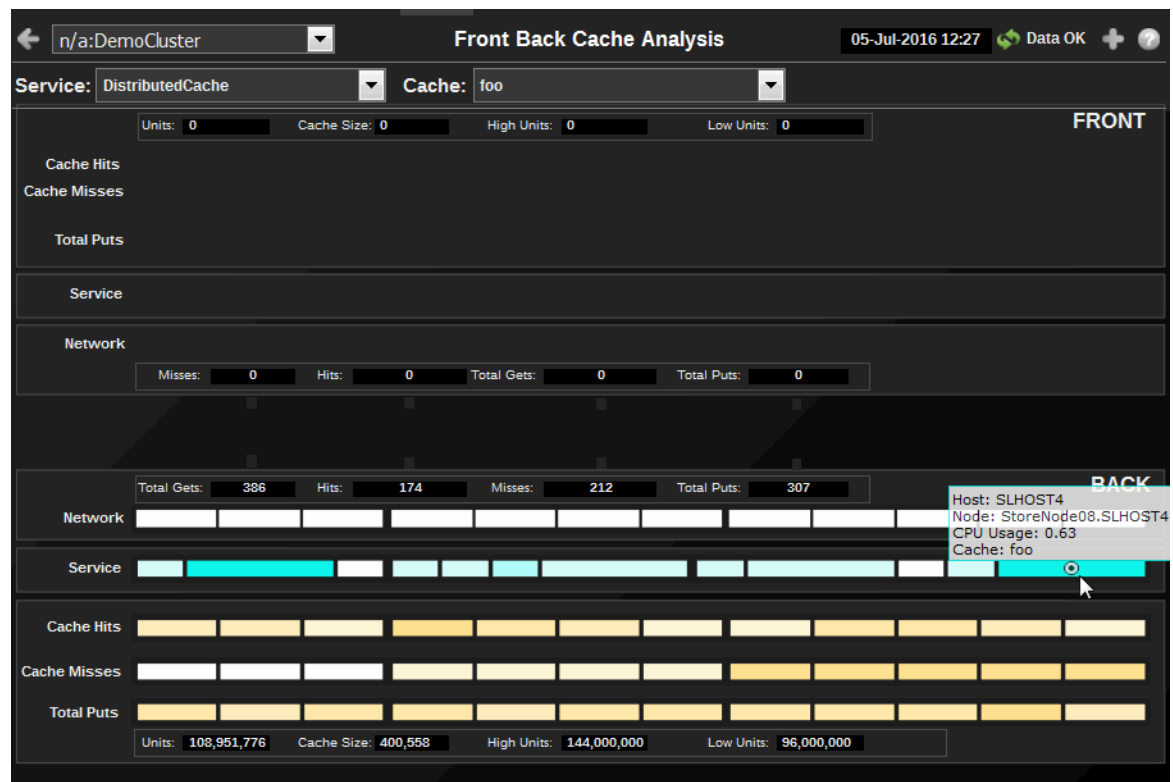 n/a:DemoCluster Front Back Cache Analysis 05-Jul-2016 12:27 Data OK
Service: DistributedCache Cache: foo
FRONT
Units: 0 Cache Size: 0 High Units: 0 Low Units: 0
Cache Hits
Cache Misses
Total Puts
Service
Network
Misses: 0 Hits: 0 Total Gets: 0 Total Puts: 0
BACK
Total Gets: 386 Hits: 174 Misses: 212 Total Puts: 307
Host: SLHOST4
Node: StoreNode08.SLHOST4
CPU Usage: 0.63
Cache: foo
Network
Service
Cache Hits
Cache Misses
Total Puts
Units: 108,951,776 Cache Size: 400,558 High Units: 144,000,000 Low Units: 96,000,000